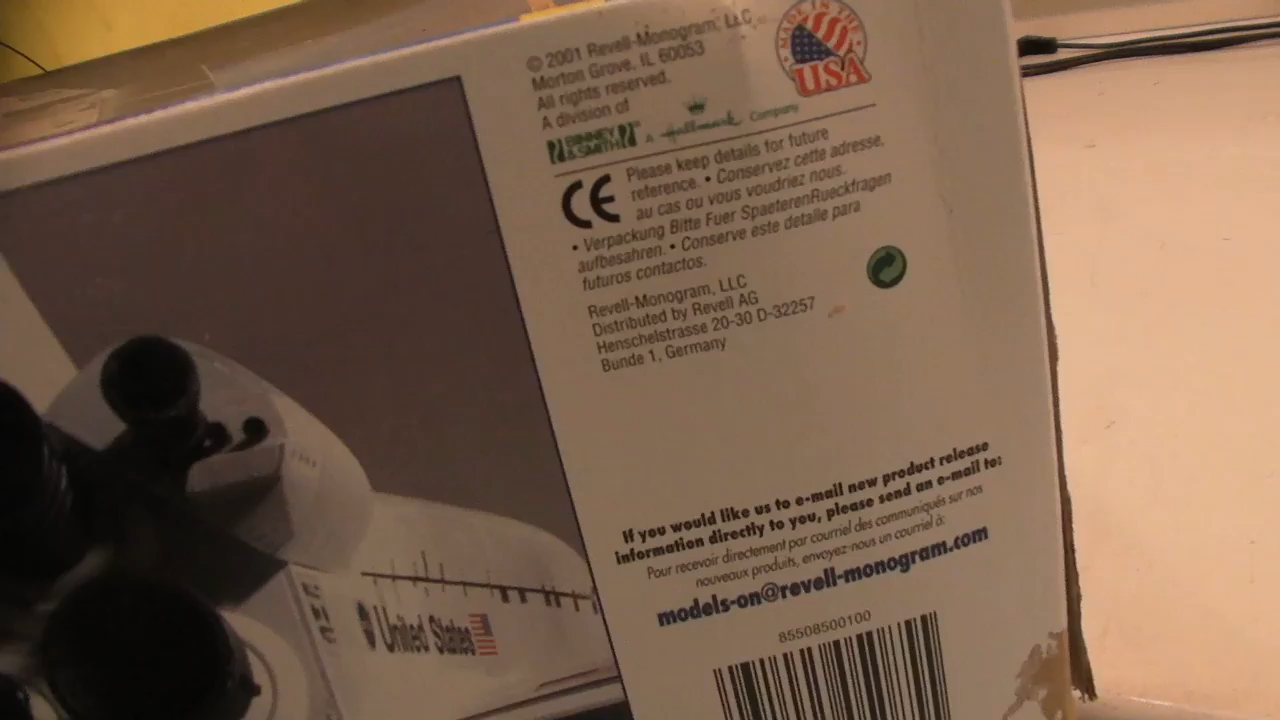 © 2001 Revell-Monogram, LLC
Morton Grove, IL 60053
All rights reserved.
A division of
BINNEY & SMITH A Hallmark Company
MADE IN THE USA
CE
Please keep details for future
reference. • Conservez cette adresse,
au cas ou vous voudriez nous.
• Verpackung Bitte Fuer SpaeterenRueckfragen
aufbesahren. • Conserve este detalle para
futuros contactos.
Revell-Monogram, LLC
Distributed by Revell AG
Henschelstrasse 20-30 D-32257
Bunde 1, Germany
If you would like us to e-mail new product release
information directly to you, please send an e-mail to:
Pour recevoir directement par courriel des communiqués sur nos
nouveaux produits, envoyez-nous un courriel à:
models-on@revell-monogram.com
85508500100
United States